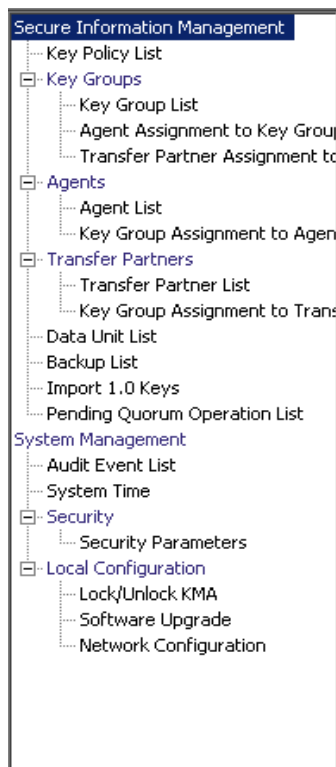 Secure Information Management
Key Policy List
Key Groups
Key Group List
Agent Assignment to Key Grou
Transfer Partner Assignment to
Agents
Agent List
Key Group Assignment to Agen
Transfer Partners
Transfer Partner List
Key Group Assignment to Trans
Data Unit List
Backup List
Import 1.0 Keys
Pending Quorum Operation List
System Management
Audit Event List
System Time
Security
Security Parameters
Local Configuration
Lock/Unlock KMA
Software Upgrade
Network Configuration